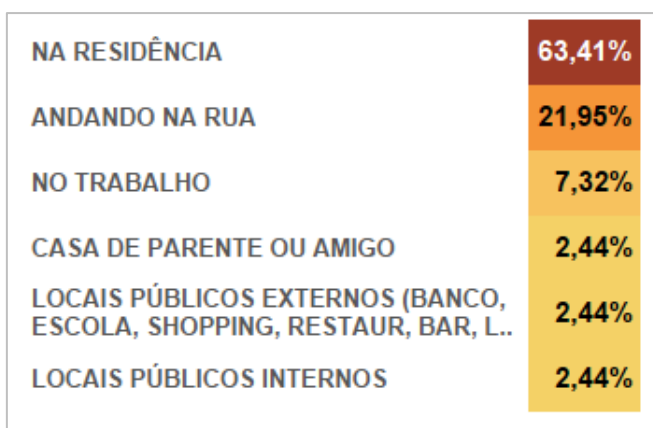 NA RESIDÊNCIA 63,41%
ANDANDO NA RUA 21,95%
NO TRABALHO 7,32%
CASA DE PARENTE OU AMIGO 2,44%
LOCAIS PÚBLICOS EXTERNOS (BANCO,
ESCOLA, SHOPPING, RESTAUR, BAR, L.. 2,44%
LOCAIS PÚBLICOS INTERNOS 2,44%